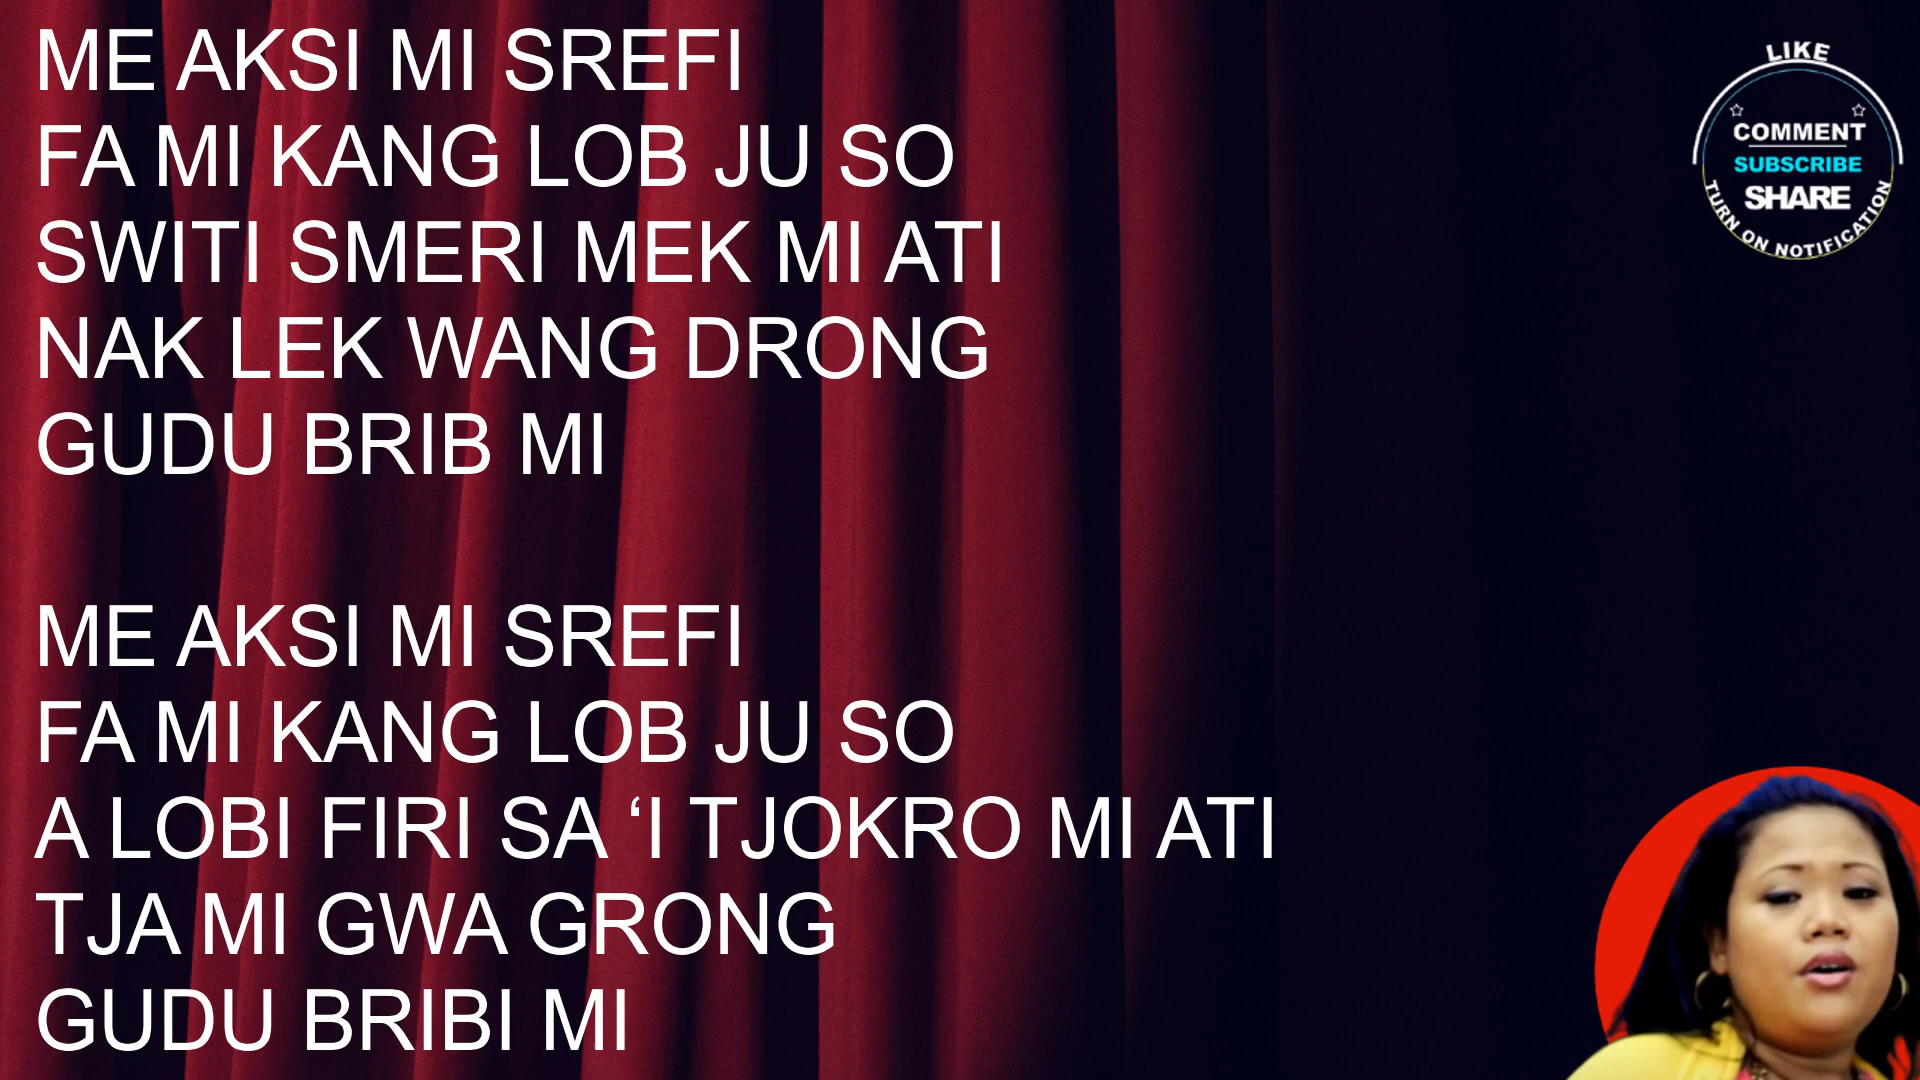 ME AKSI MI SREFI
FA MI KANG LOB JU SO
SWITI SMERI MEK MI ATI
NAK LEK WANG DRONG
GUDU BRIB MI
ME AKSI MI SREFI
FA MI KANG LOB JU SO
A LOBI FIRI SA ‘I TJOKRO MI ATI
TJA MI GWA GRONG
GUDU BRIBI MI
LIKE
COMMENT
SUBSCRIBE
SHARE
TURN ON NOTIFICATION